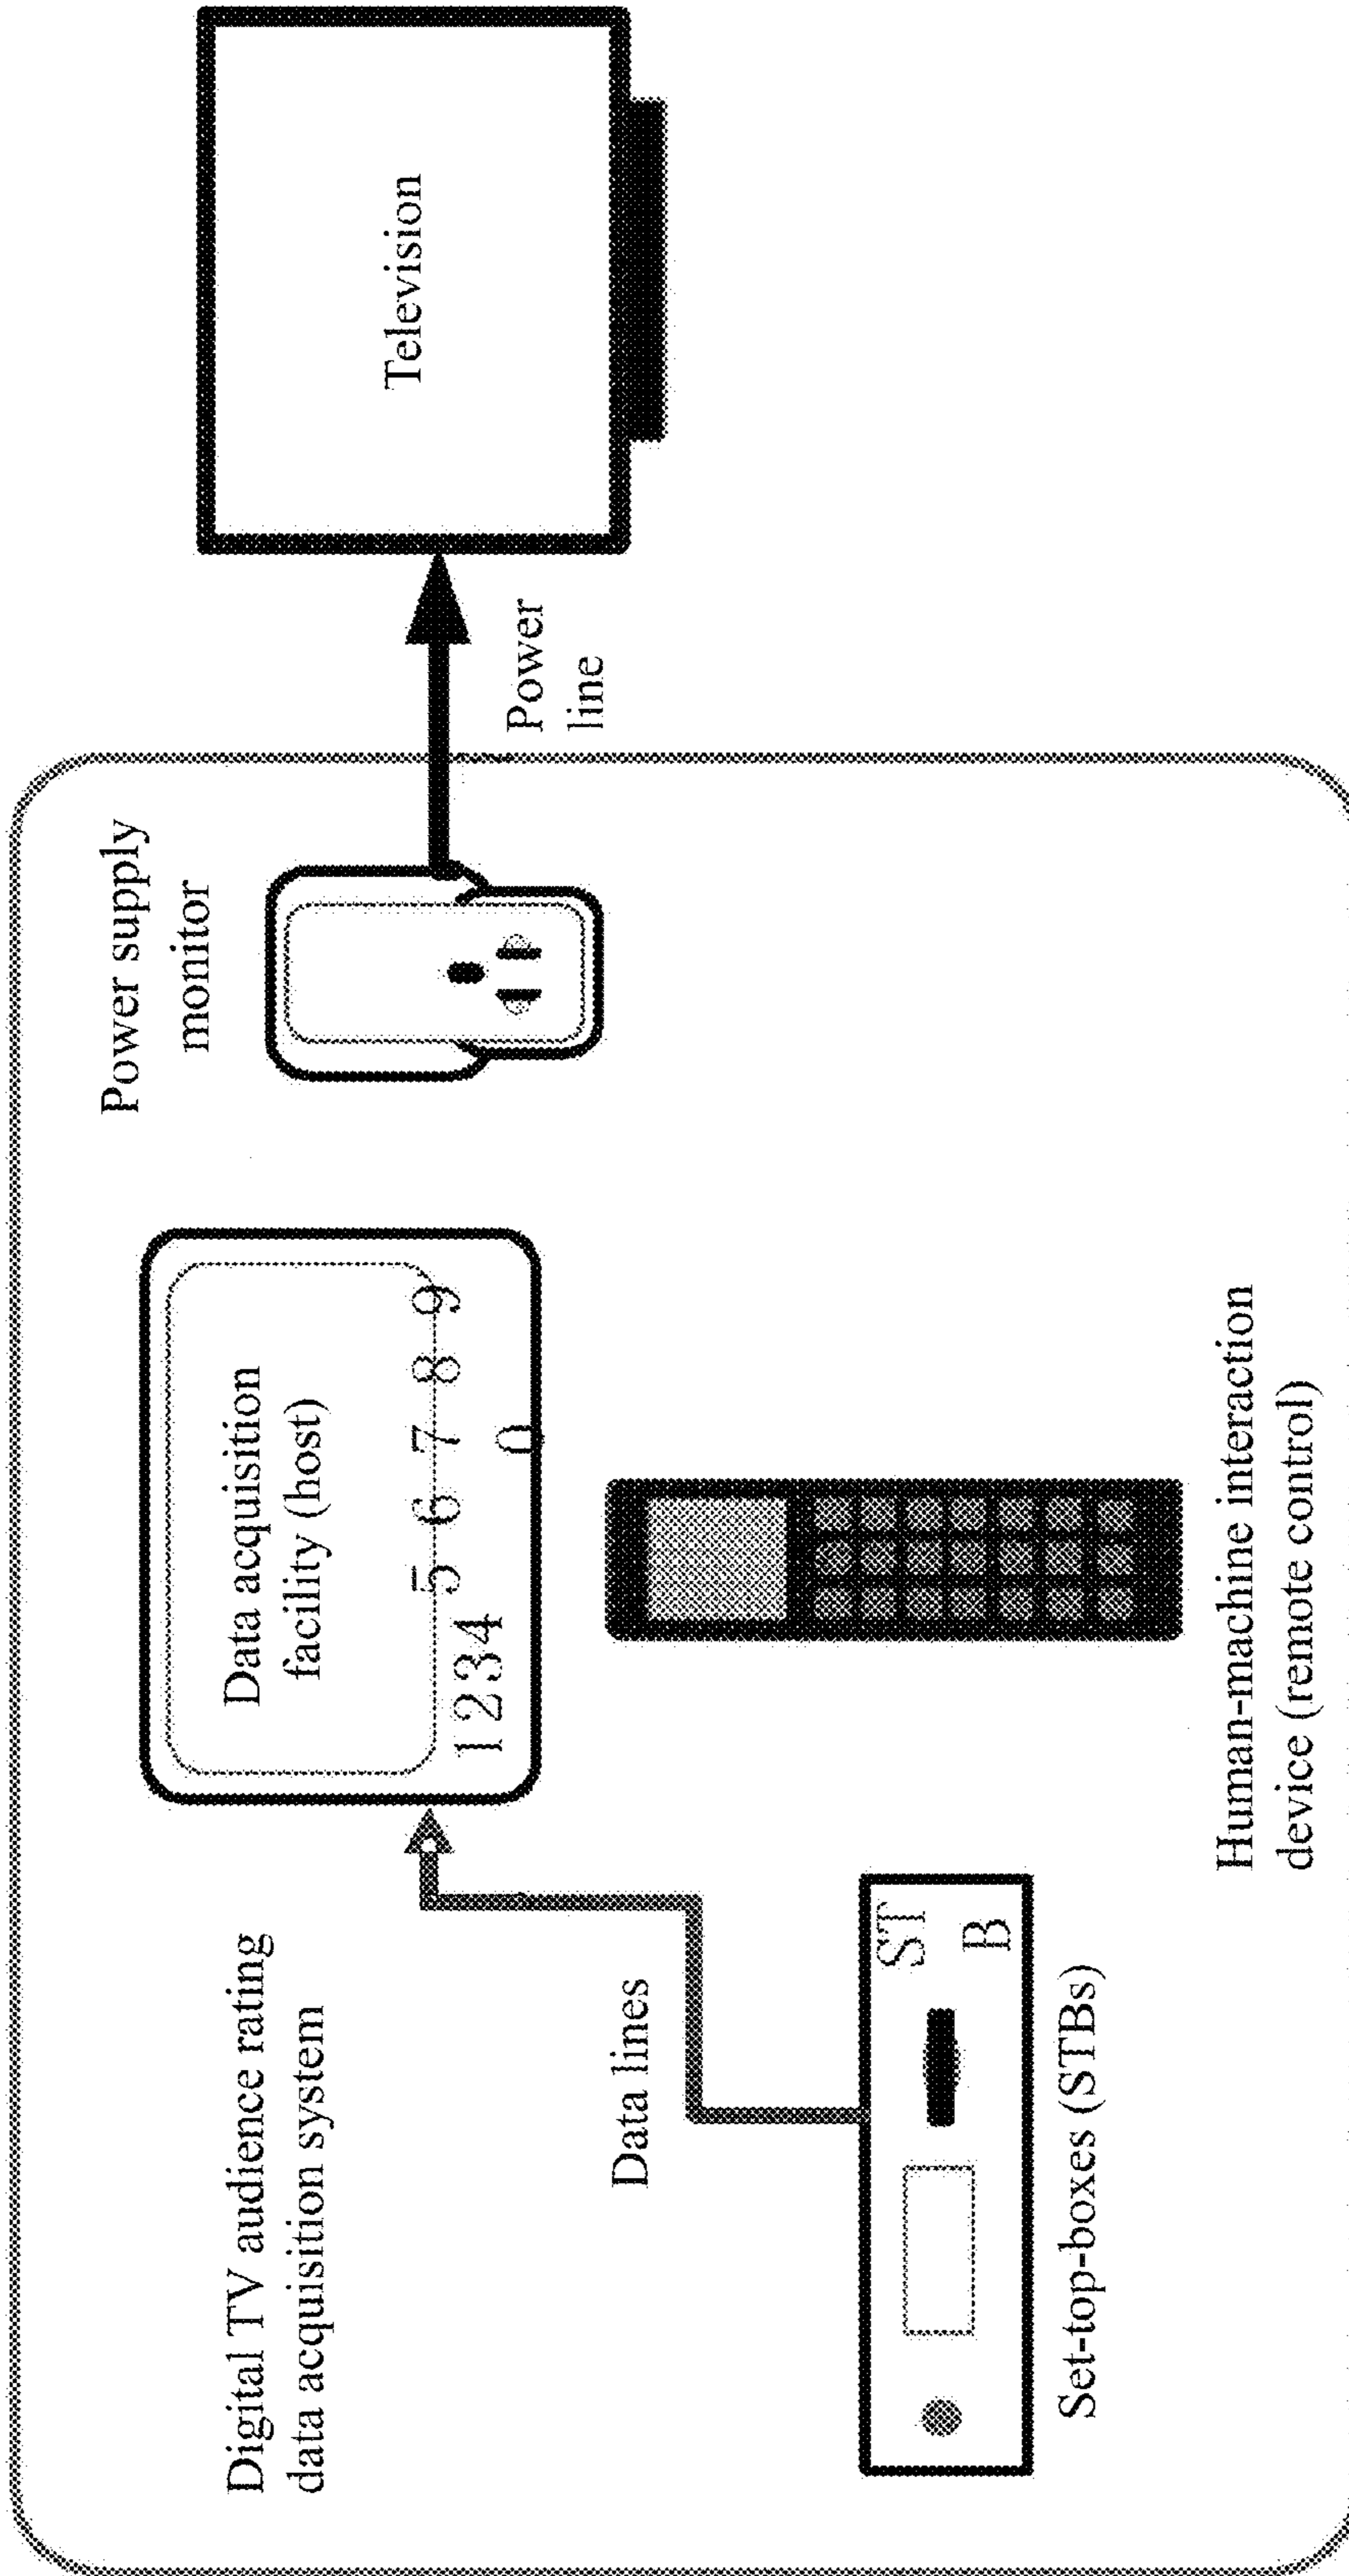 Digital TV audience rating
data acquisition system
Data acquisition
facility (host)
1234
5 6 7 8 9
0
Power supply
monitor
Power
line
Television
Data lines
ST
B
Set-top-boxes (STBs)
Human-machine interaction
device (remote control)